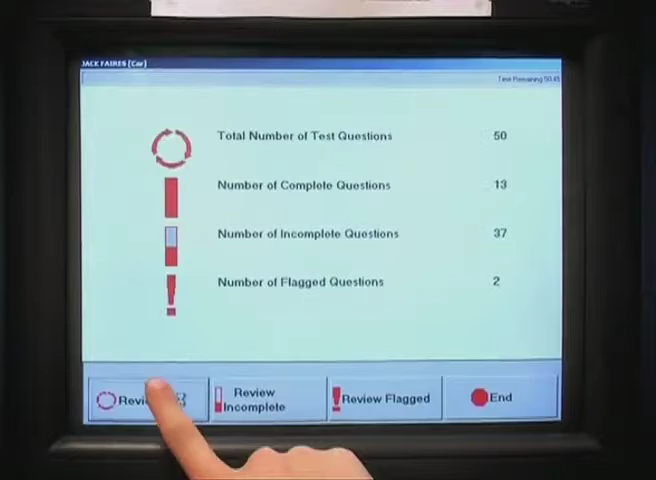 JACK FAIRES [Car]
Total Number of Test Questions 50
Number of Complete Questions 13
Number of Incomplete Questions 37
Number of Flagged Questions 2
Review
Incomplete
Review Flagged
End